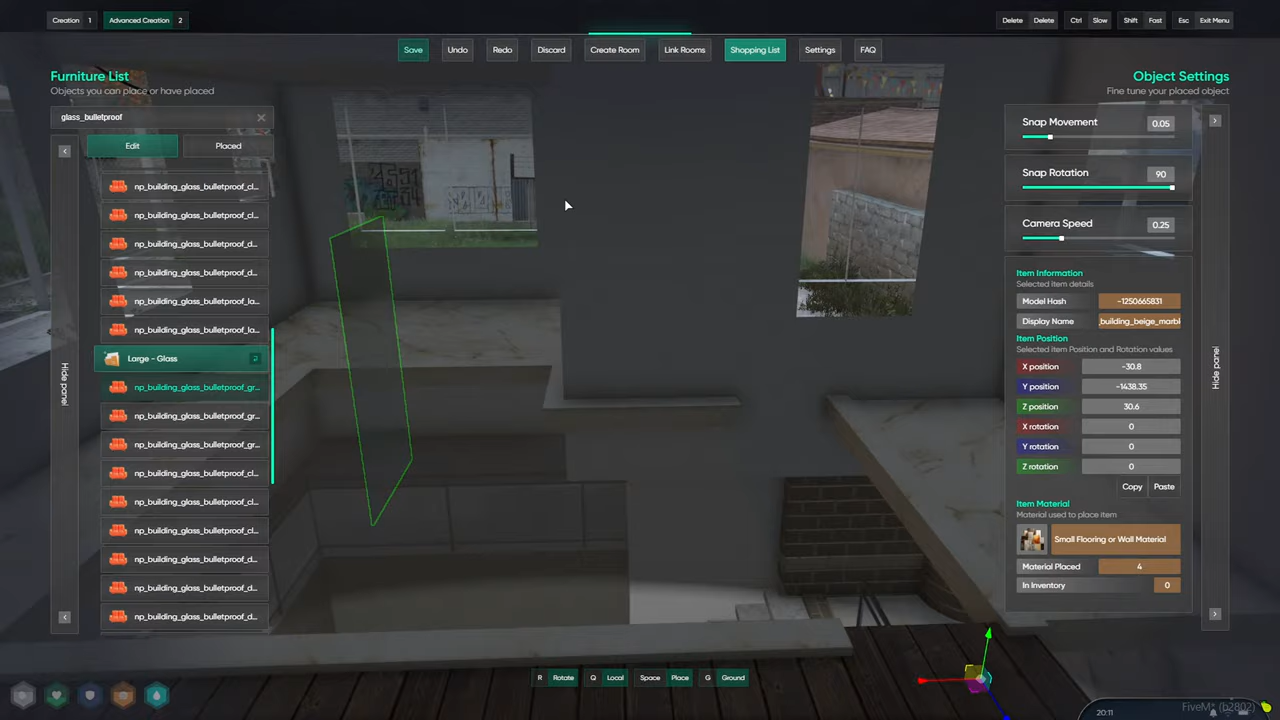 Creation 1 Advanced Creation 2
Delete Delete Ctrl Slow Shift Fast Esc Exit Menu
Save Undo Redo Discard Create Room Link Rooms Shopping List Settings FAQ
Furniture List
Objects you can place or have placed
glass_bulletproof
Edit Placed
Hide panel
np_building_glass_bulletproof_cl...
np_building_glass_bulletproof_cl...
np_building_glass_bulletproof_d...
np_building_glass_bulletproof_d...
np_building_glass_bulletproof_la...
np_building_glass_bulletproof_la...
Large - Glass 2
np_building_glass_bulletproof_gr...
np_building_glass_bulletproof_gr...
np_building_glass_bulletproof_gr...
np_building_glass_bulletproof_cl...
np_building_glass_bulletproof_cl...
np_building_glass_bulletproof_d...
np_building_glass_bulletproof_d...
np_building_glass_bulletproof_d...
np_building_glass_bulletproof_d...
Object Settings
Fine tune your placed object
Snap Movement 0.05
Snap Rotation 90
Camera Speed 0.25
Item Information
Selected item details
Model Hash -1250665831
Display Name _building_beige_marbl
Item Position
Selected item Position and Rotation values
X position -30.8
Y position -1438.35
Z position 30.6
X rotation 0
Y rotation 0
Z rotation 0
Copy Paste
Item Material
Material used to place item
Small Flooring or Wall Material
Material Placed 4
In Inventory 0
Hide panel
R Rotate Q Local Space Place G Ground
20:11
FiveM* (b2802)